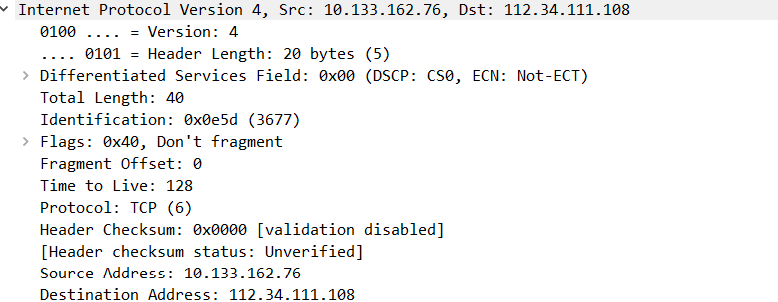 Internet Protocol Version 4, Src: 10.133.162.76, Dst: 112.34.111.108
0100 .... = Version: 4
.... 0101 = Header Length: 20 bytes (5)
Differentiated Services Field: 0x00 (DSCP: CS0, ECN: Not-ECT)
Total Length: 40
Identification: 0x0e5d (3677)
Flags: 0x40, Don't fragment
Fragment Offset: 0
Time to Live: 128
Protocol: TCP (6)
Header Checksum: 0x0000 [validation disabled]
[Header checksum status: Unverified]
Source Address: 10.133.162.76
Destination Address: 112.34.111.108